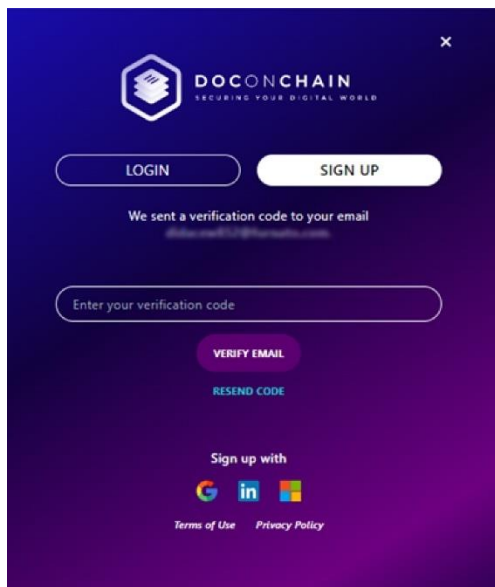 DOCONCHAIN
SECURING YOUR DIGITAL WORLD
LOGIN
SIGN UP
We sent a verification code to your email
Enter your verification code
VERIFY EMAIL
RESEND CODE
Sign up with
Terms of Use Privacy Policy